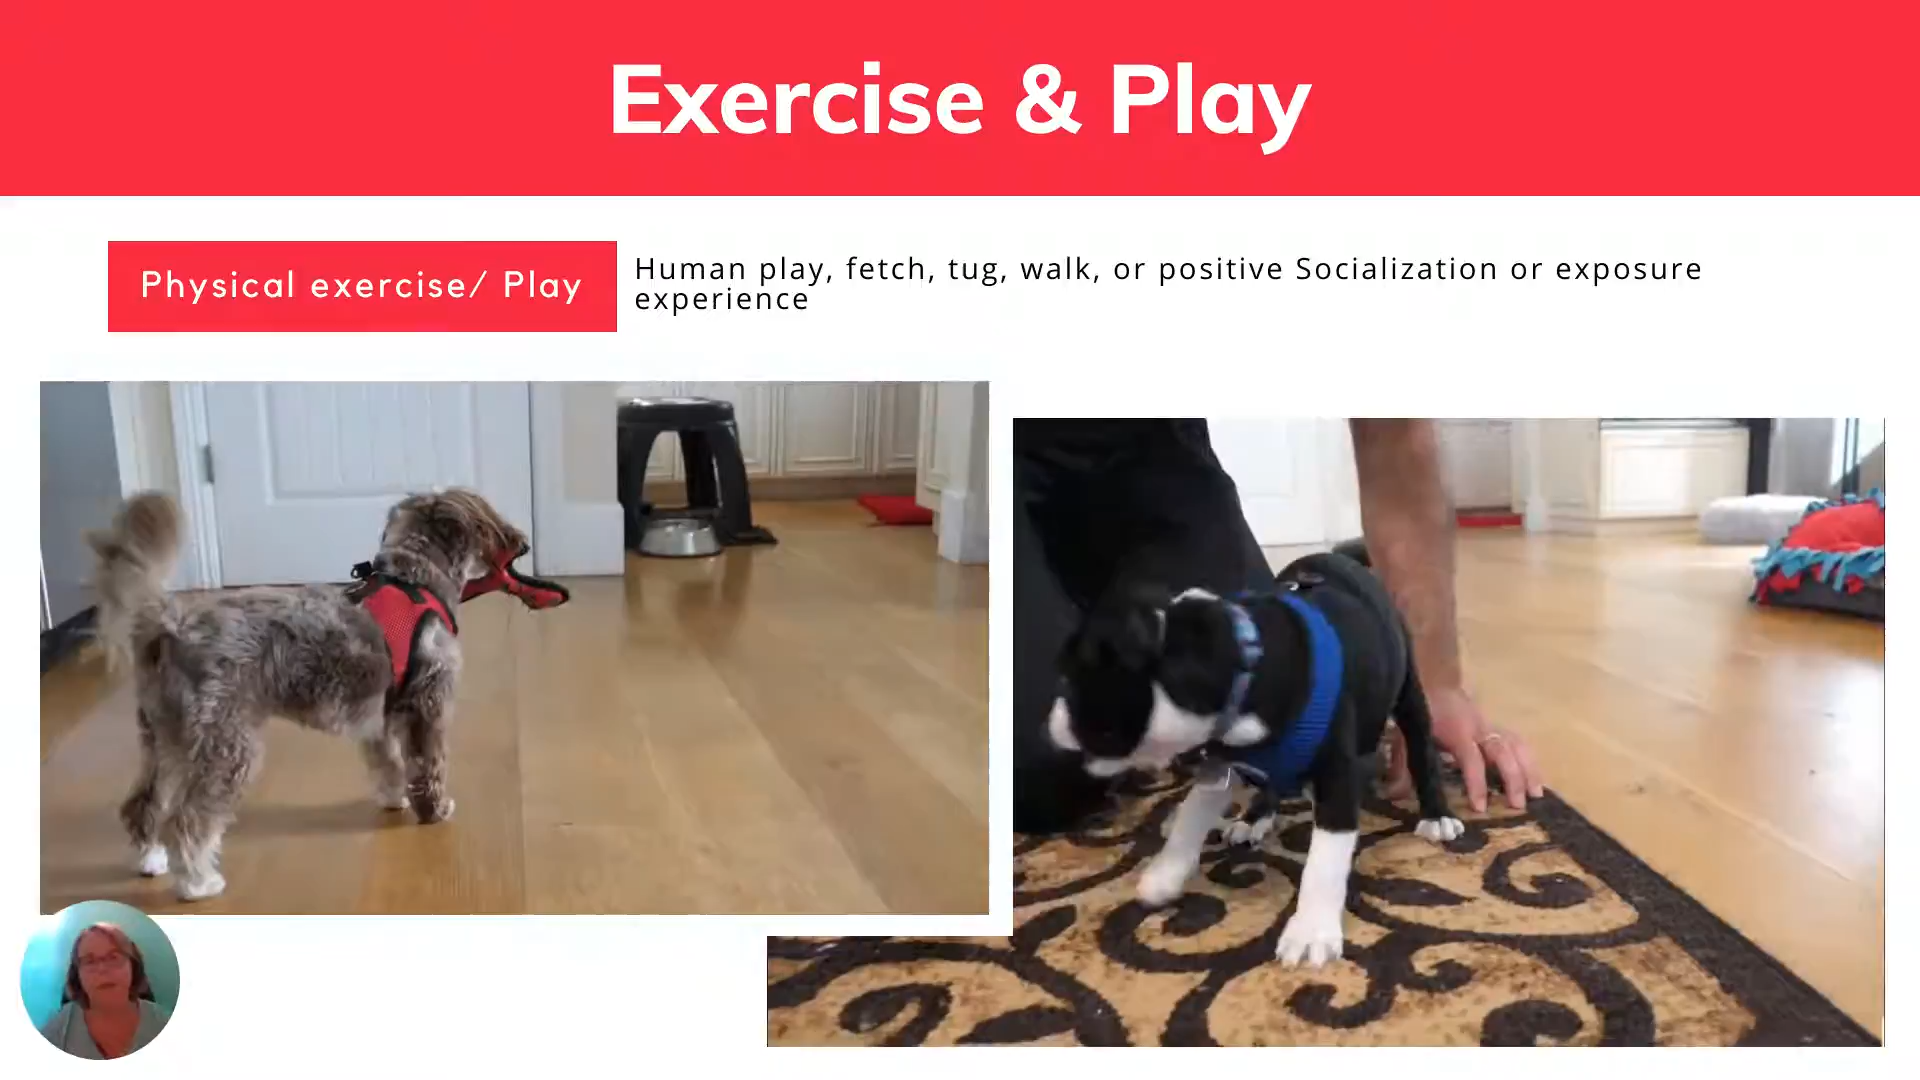 Exercise & Play
Physical exercise/ Play
Human play, fetch, tug, walk, or positive Socialization or exposure
experience